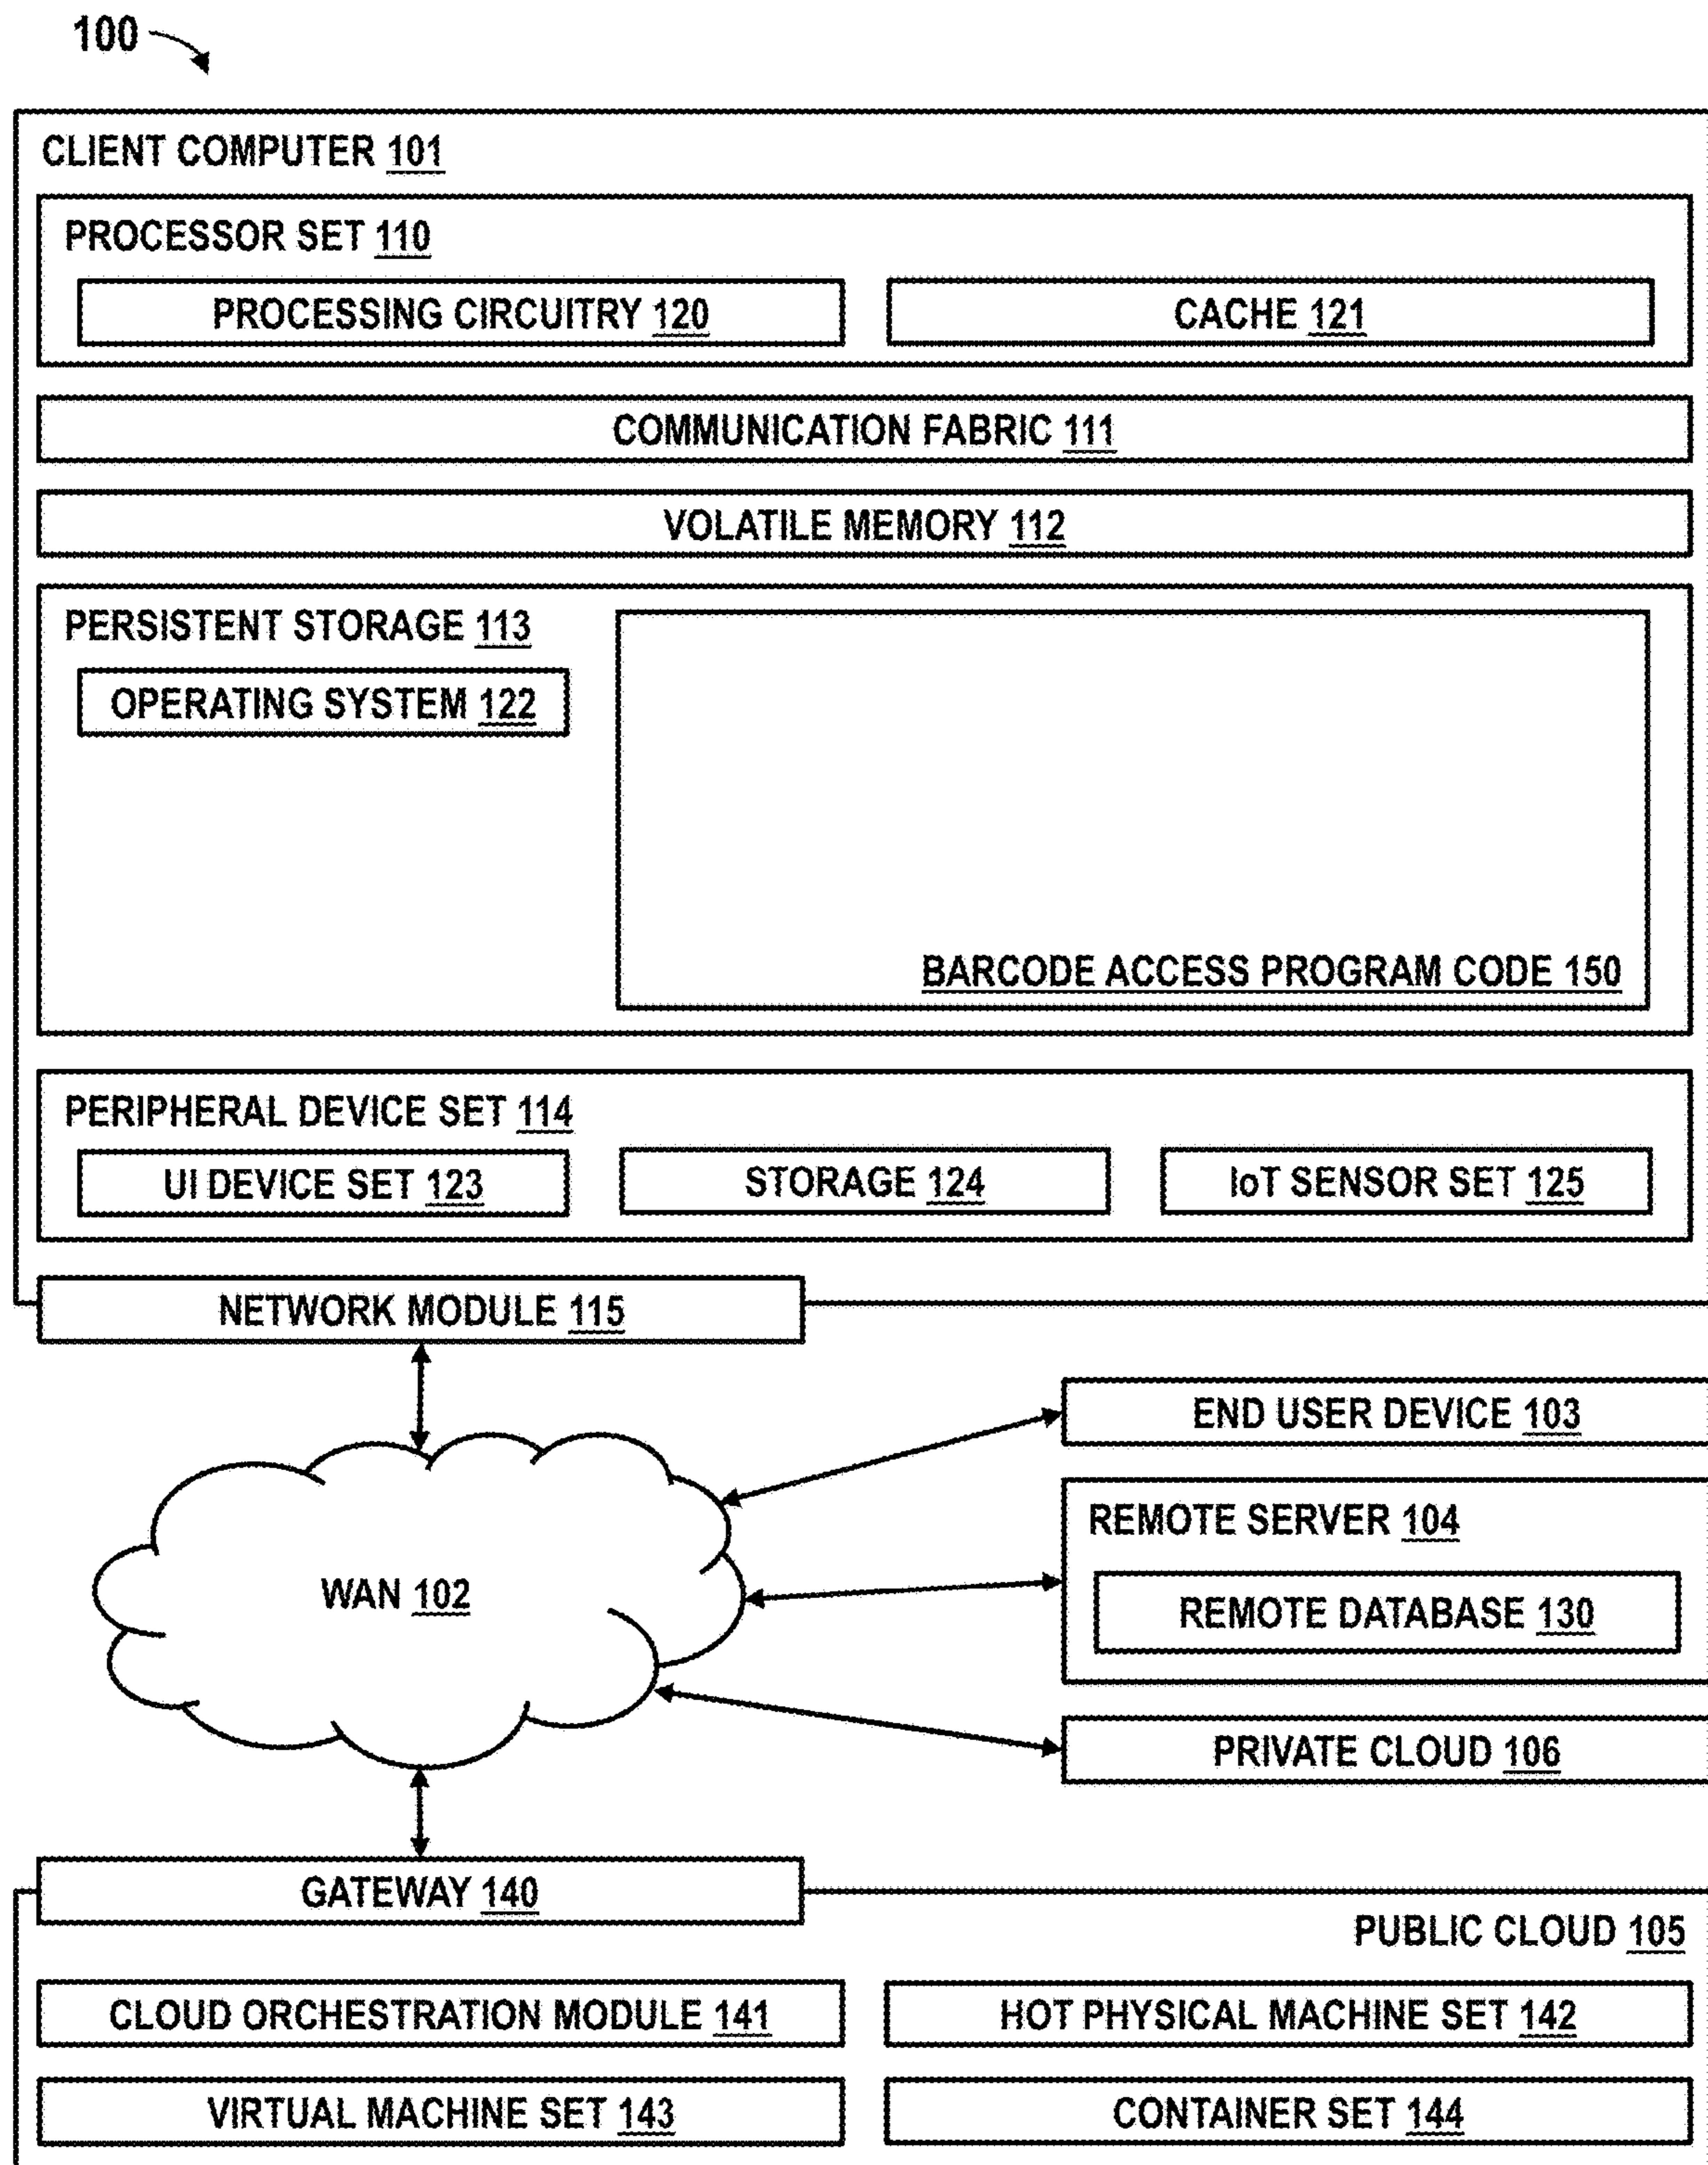 100
CLIENT COMPUTER 101
PROCESSOR SET 110
PROCESSING CIRCUITRY 120
CACHE 121
COMMUNICATION FABRIC 111
VOLATILE MEMORY 112
PERSISTENT STORAGE 113
OPERATING SYSTEM 122
BARCODE ACCESS PROGRAM CODE 150
PERIPHERAL DEVICE SET 114
UI DEVICE SET 123
STORAGE 124
IoT SENSOR SET 125
NETWORK MODULE 115
END USER DEVICE 103
REMOTE SERVER 104
WAN 102
REMOTE DATABASE 130
PRIVATE CLOUD 106
GATEWAY 140
PUBLIC CLOUD 105
CLOUD ORCHESTRATION MODULE 141
HOT PHYSICAL MACHINE SET 142
VIRTUAL MACHINE SET 143
CONTAINER SET 144